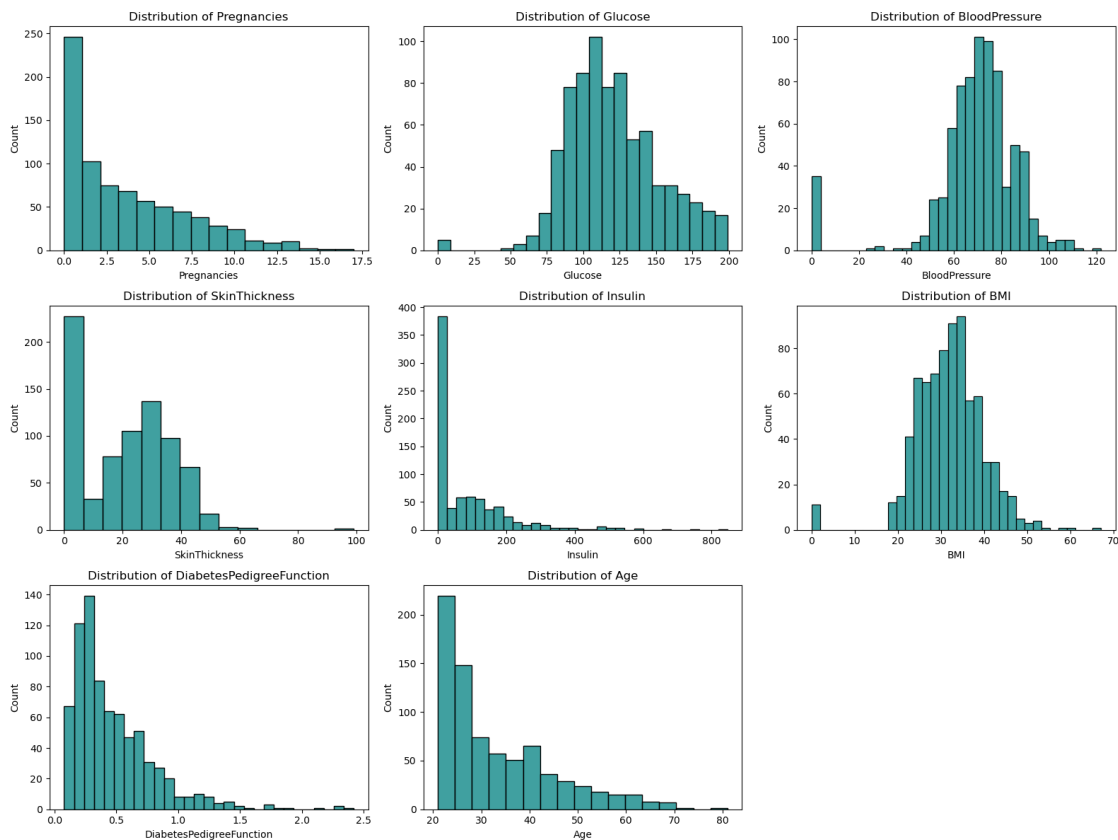 Distribution of Pregnancies
Count
250
200
150
100
50
0
0.0 2.5 5.0 7.5 10.0 12.5 15.0 17.5
Pregnancies
Distribution of Glucose
Count
100
80
60
40
20
0
0 25 50 75 100 125 150 175 200
Glucose
Distribution of BloodPressure
Count
100
80
60
40
20
0
0 20 40 60 80 100 120
BloodPressure
Distribution of SkinThickness
Count
200
150
100
50
0
0 20 40 60 80 100
SkinThickness
Distribution of Insulin
Count
400
350
300
250
200
150
100
50
0
0 200 400 600 800
Insulin
Distribution of BMI
Count
80
60
40
20
0
0 10 20 30 40 50 60 70
BMI
Distribution of DiabetesPedigreeFunction
Count
140
120
100
80
60
40
20
0
0.0 0.5 1.0 1.5 2.0 2.5
DiabetesPedigreeFunction
Distribution of Age
Count
200
150
100
50
0
20 30 40 50 60 70 80
Age